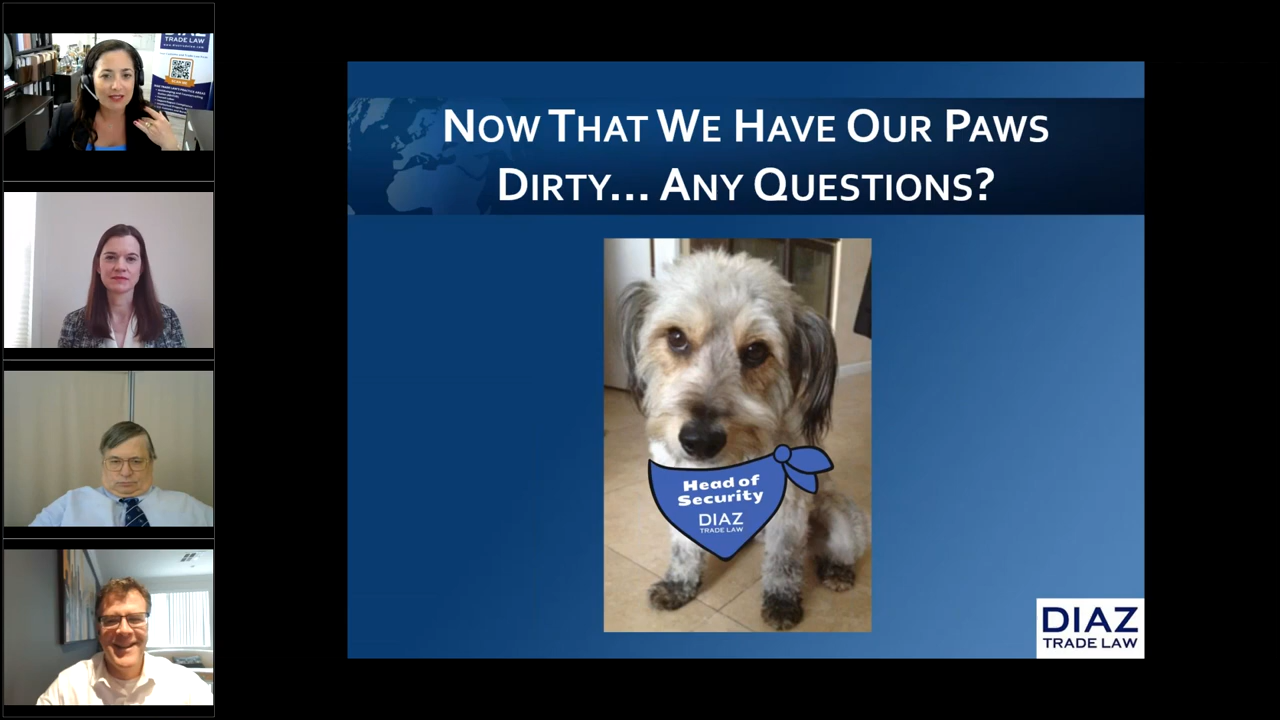 DIAZ
TRADE LAW
NOW THAT WE HAVE OUR PAWS
DIRTY... ANY QUESTIONS?
Head of
Security
DIAZ
TRADE LAW
DIAZ
TRADE LAW